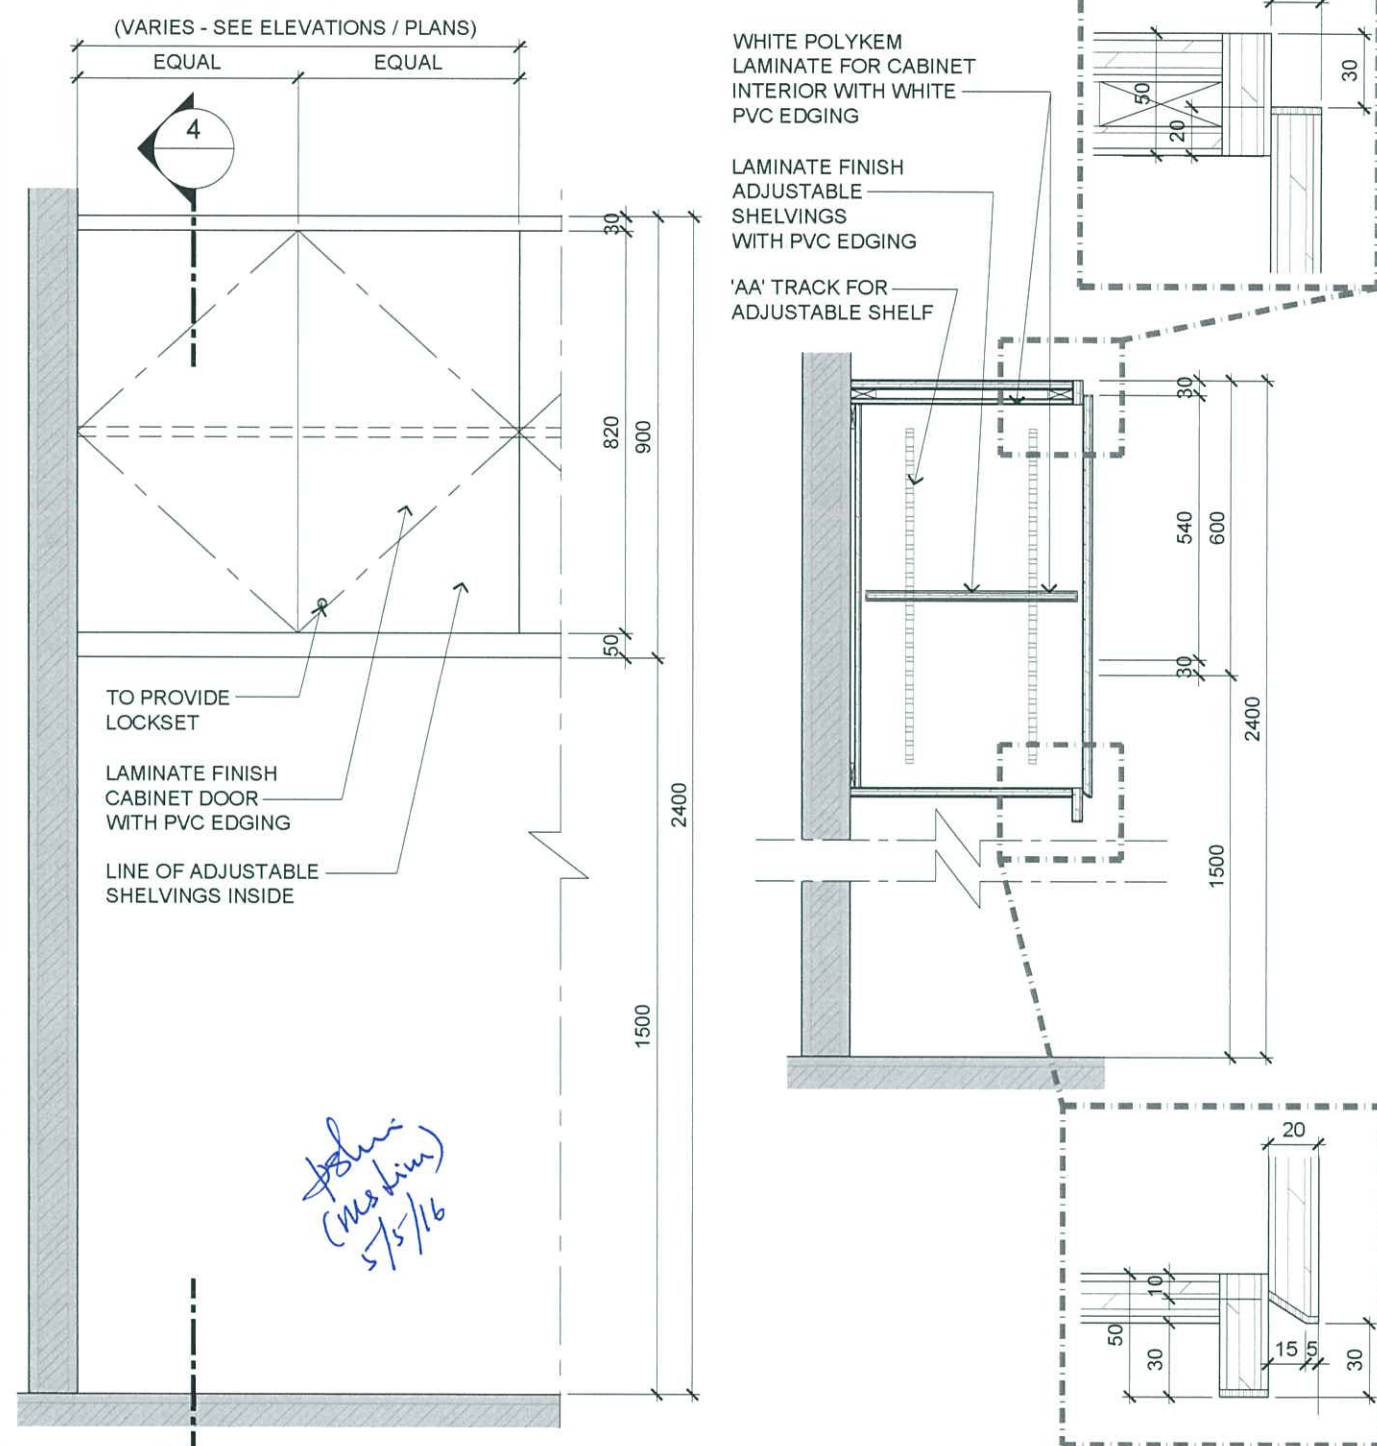 (VARIES - SEE ELEVATIONS / PLANS)
EQUAL
EQUAL
4
30
820
900
50
2400
1500
TO PROVIDE
LOCKSET
LAMINATE FINISH
CABINET DOOR
WITH PVC EDGING
LINE OF ADJUSTABLE
SHELVINGS INSIDE
(Ms Lim)
5/5/16
WHITE POLYKEM
LAMINATE FOR CABINET
INTERIOR WITH WHITE
PVC EDGING
LAMINATE FINISH
ADJUSTABLE
SHELVINGS
WITH PVC EDGING
'AA' TRACK FOR
ADJUSTABLE SHELF
50
20
30
30
540
600
30
2400
1500
20
10
50
30
15
5
30